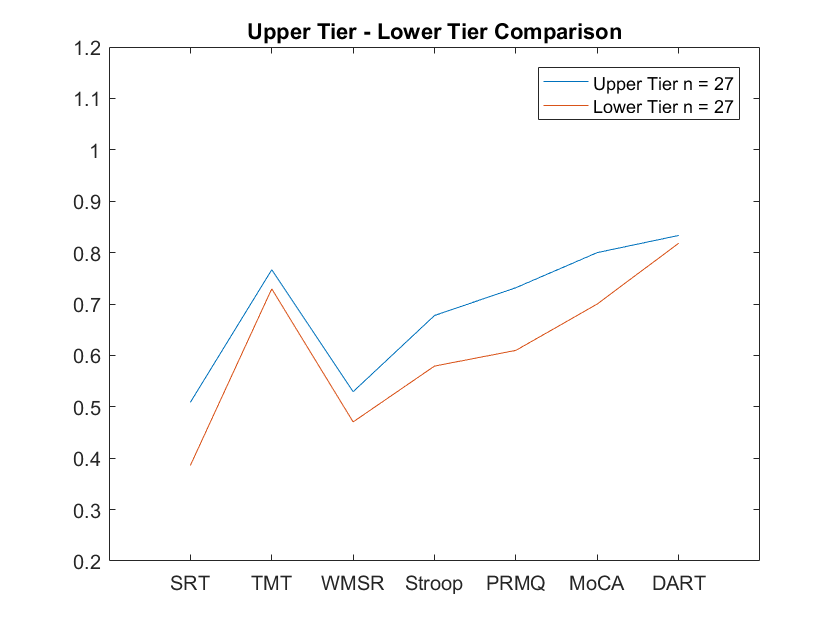 Upper Tier - Lower Tier Comparison
1.2
1.1
1
0.9
0.8
0.7
0.6
0.5
0.4
0.3
0.2
Upper Tier n = 27
Lower Tier n = 27
SRT TMT WMSR Stroop PRMQ MoCA DART